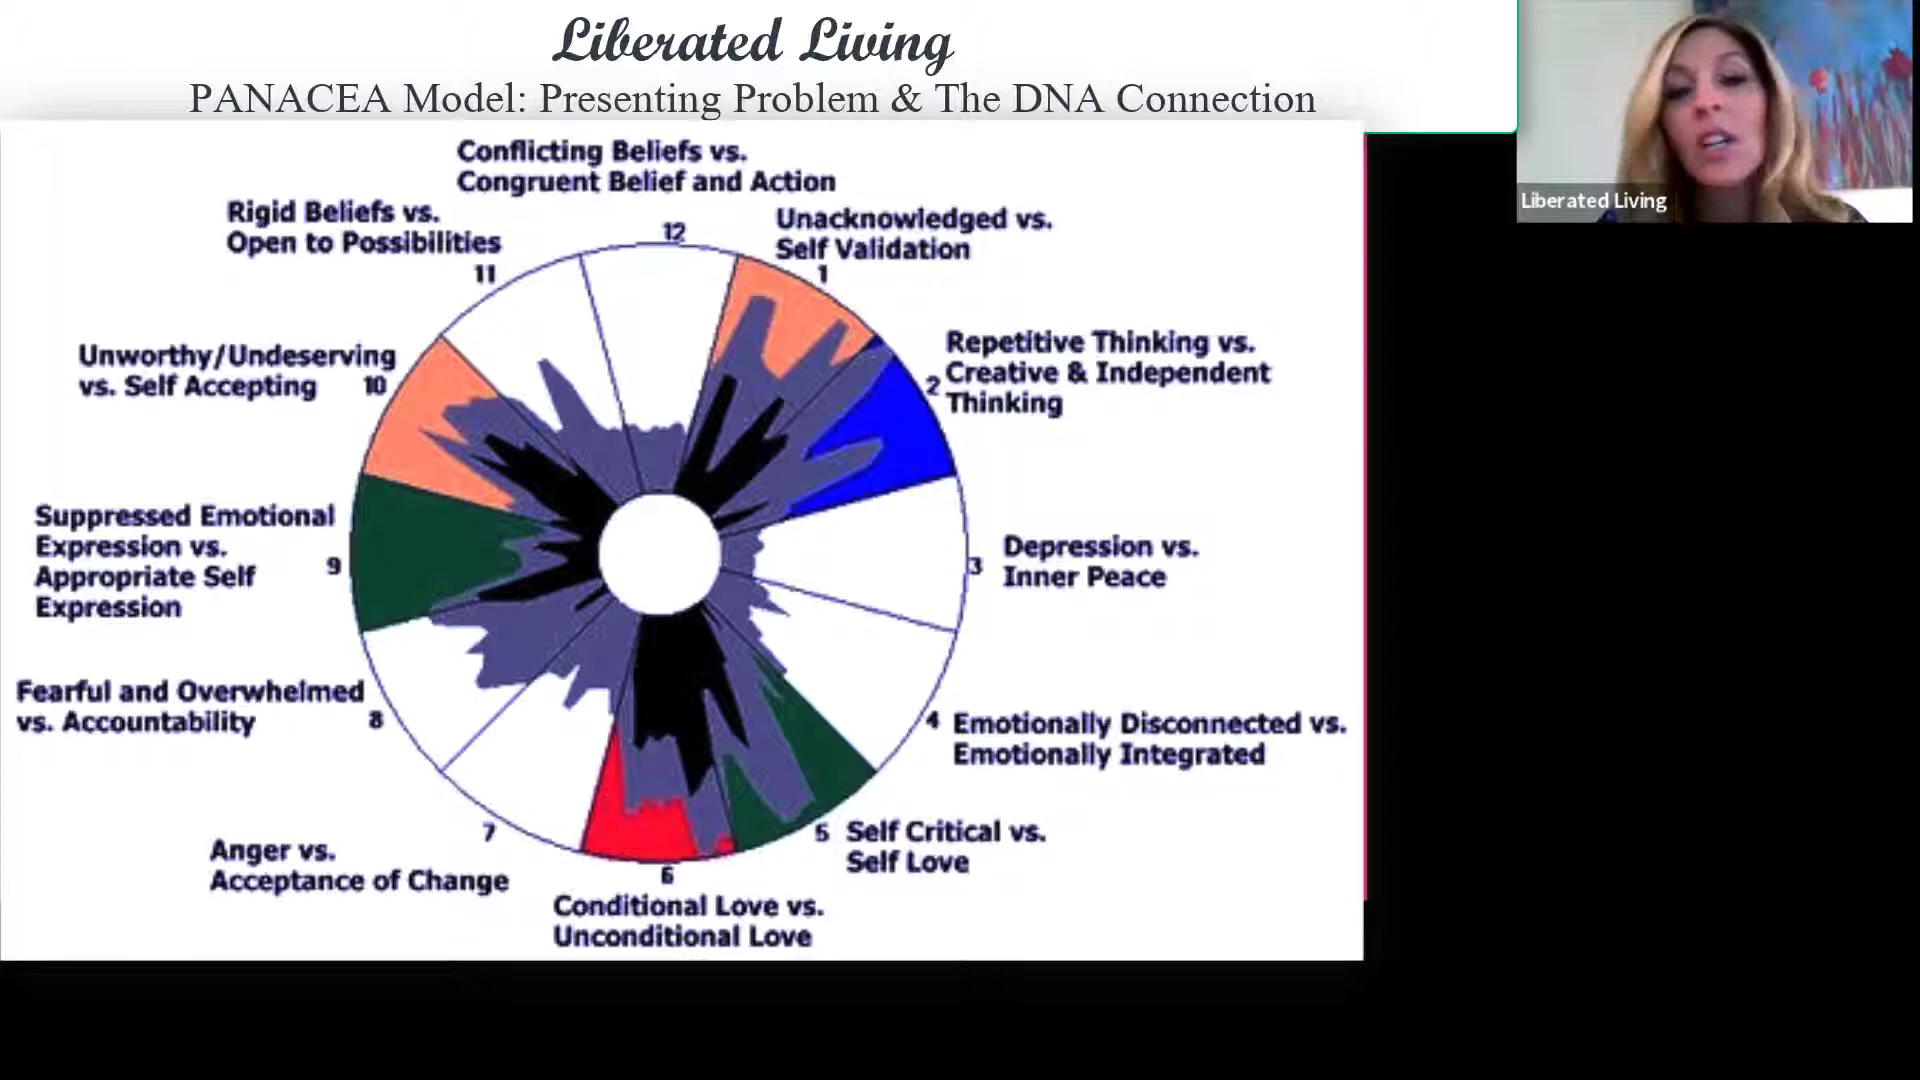 Liberated Living
PANACEA Model: Presenting Problem & The DNA Connection
Liberated Living
Conflicting Beliefs vs.
Congruent Belief and Action
12
Unacknowledged vs.
Self Validation
1
Repetitive Thinking vs.
2 Creative & Independent
Thinking
3 Depression vs.
Inner Peace
4 Emotionally Disconnected vs.
Emotionally Integrated
5 Self Critical vs.
Self Love
6
Conditional Love vs.
Unconditional Love
7
Anger vs.
Acceptance of Change
Fearful and Overwhelmed
vs. Accountability 8
Suppressed Emotional
Expression vs.
Appropriate Self
Expression
9
Unworthy/Undeserving
vs. Self Accepting 10
Rigid Beliefs vs.
Open to Possibilities
11